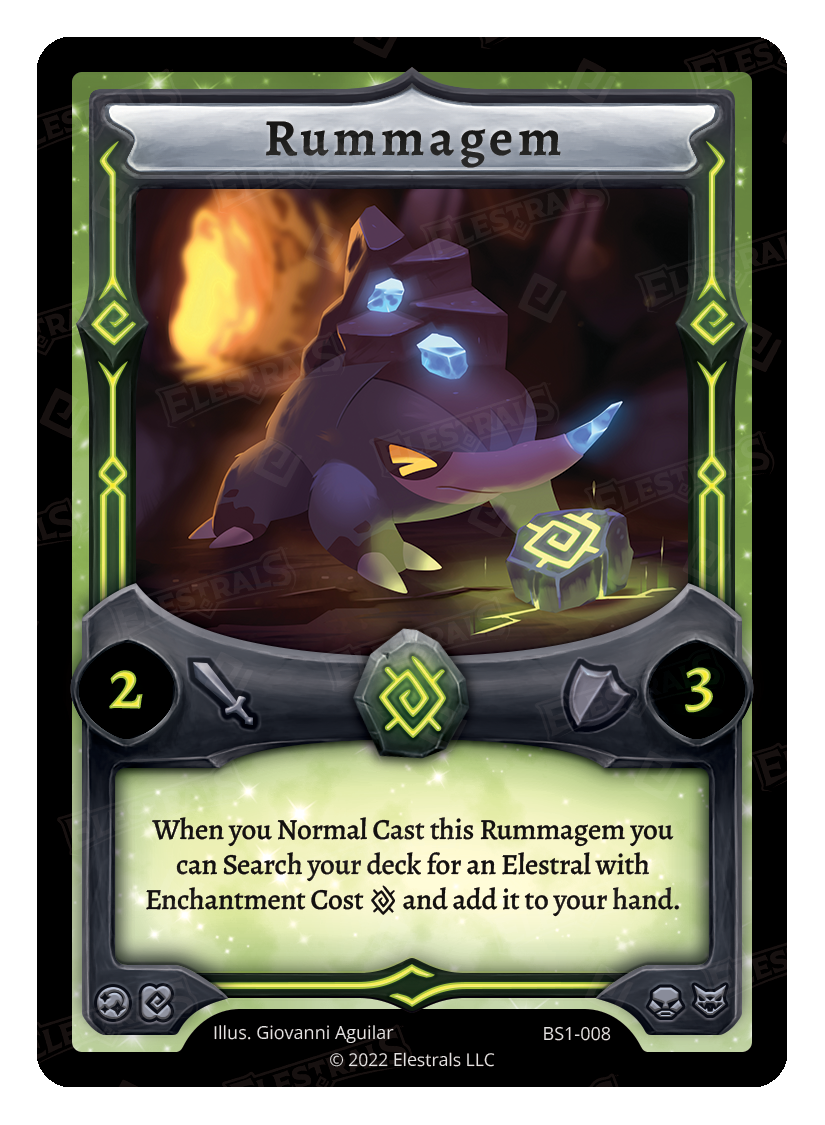 Rummagem
2
3
When you Normal Cast this Rummagem you
can Search your deck for an Elestral with
Enchantment Cost and add it to your hand.
Illus. Giovanni Aguilar
BS1-008
© 2022 Elestrals LLC
ELESTRALS